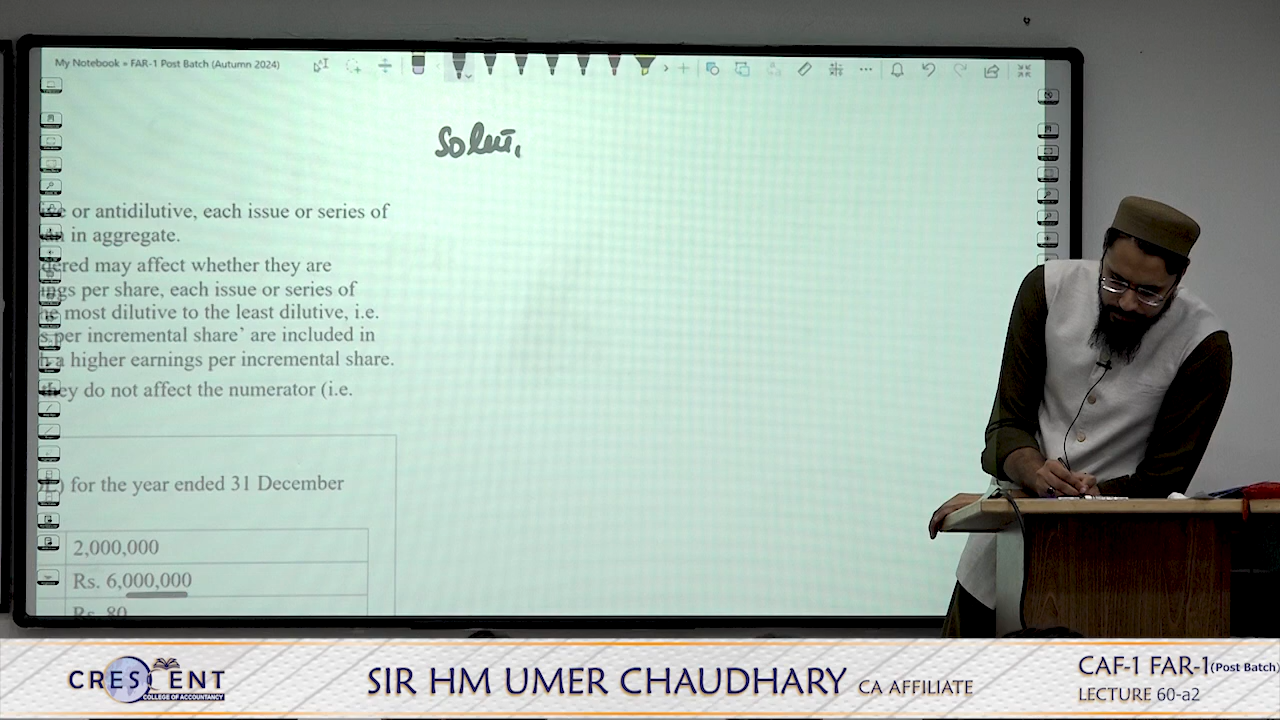 My Notebook » FAR-1 Post Batch (Autumn 2024)
or antidilutive, each issue or series of
in aggregate.
may affect whether they are
per share, each issue or series of
most dilutive to the least dilutive, i.e.
per incremental share' are included in
a higher earnings per incremental share.
they do not affect the numerator (i.e.
for the year ended 31 December
2,000,000
Rs. 6,000,000
Rs. 80
CRESCENT
COLLEGE OF ACCOUNTANCY
SIR HM UMER CHAUDHARY CA AFFILIATE
CAF-1 FAR-1(Post Batch)
LECTURE 60-a2